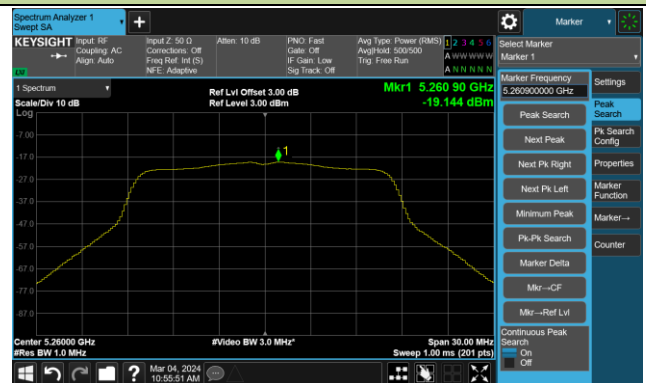 Spectrum Analyzer 1
Swept SA
Marker
KEYSIGHT
Input: RF
Coupling: AC
Align: Auto
Input Z: 50 Ω
Corrections: Off
Freq Ref: Int (S)
NFE: Adaptive
Atten: 10 dB
PNO: Fast
Gate: Off
IF Gain: Low
Sig Track: Off
Avg Type: Power (RMS)
Avg|Hold: 500/500
Trig: Free Run
1 2 3 4 5 6
A W W W W W
A N N N N N
LW
Select Marker
Marker 1
1 Spectrum
Scale/Div 10 dB
Log
Ref Lvl Offset 3.00 dB
Ref Level 3.00 dBm
Mkr1 5.260 90 GHz
-19.144 dBm
1
-7.00
-17.0
-27.0
-37.0
-47.0
-57.0
-67.0
-77.0
-87.0
Center 5.26000 GHz
#Res BW 1.0 MHz
#Video BW 3.0 MHz*
Span 30.00 MHz
Sweep 1.00 ms (201 pts)
Marker Frequency
5.260900000 GHz
Peak Search
Next Peak
Next Pk Right
Next Pk Left
Minimum Peak
Pk-Pk Search
Marker Delta
Mkr→CF
Mkr→Ref Lvl
Continuous Peak
Search
On
Off
Settings
Peak
Search
Pk Search
Config
Properties
Marker
Function
Marker→
Counter
Mar 04, 2024
10:55:51 AM